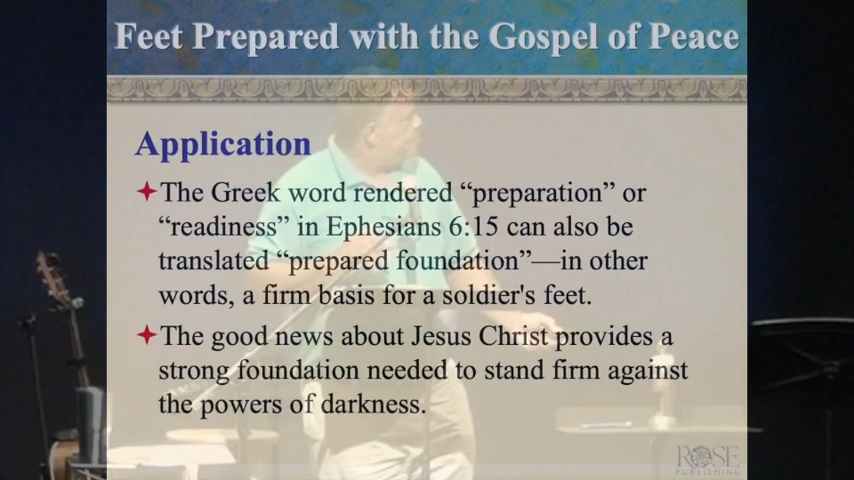 Feet Prepared with the Gospel of Peace
Application
The Greek word rendered “preparation” or
“readiness” in Ephesians 6:15 can also be
translated “prepared foundation”—in other
words, a firm basis for a soldier's feet.
The good news about Jesus Christ provides a
strong foundation needed to stand firm against
the powers of darkness.
ROSE
PUBLISHING